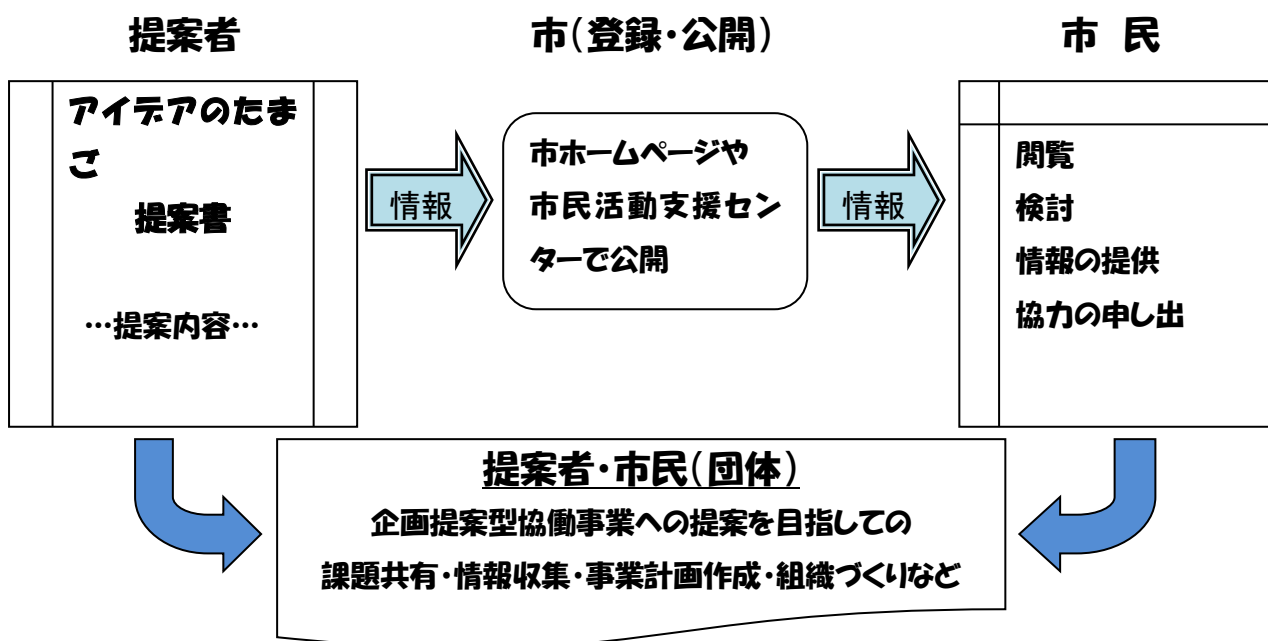 提案者
市(登録・公開)
市 民
アイデアのたま
ご
提案書
…提案内容…
情報
市ホームページや
市民活動支援セン
ターで公開
情報
閲覧
検討
情報の提供
協力の申し出
提案者・市民(団体)
企画提案型協働事業への提案を目指しての
課題共有・情報収集・事業計画作成・組織づくりなど